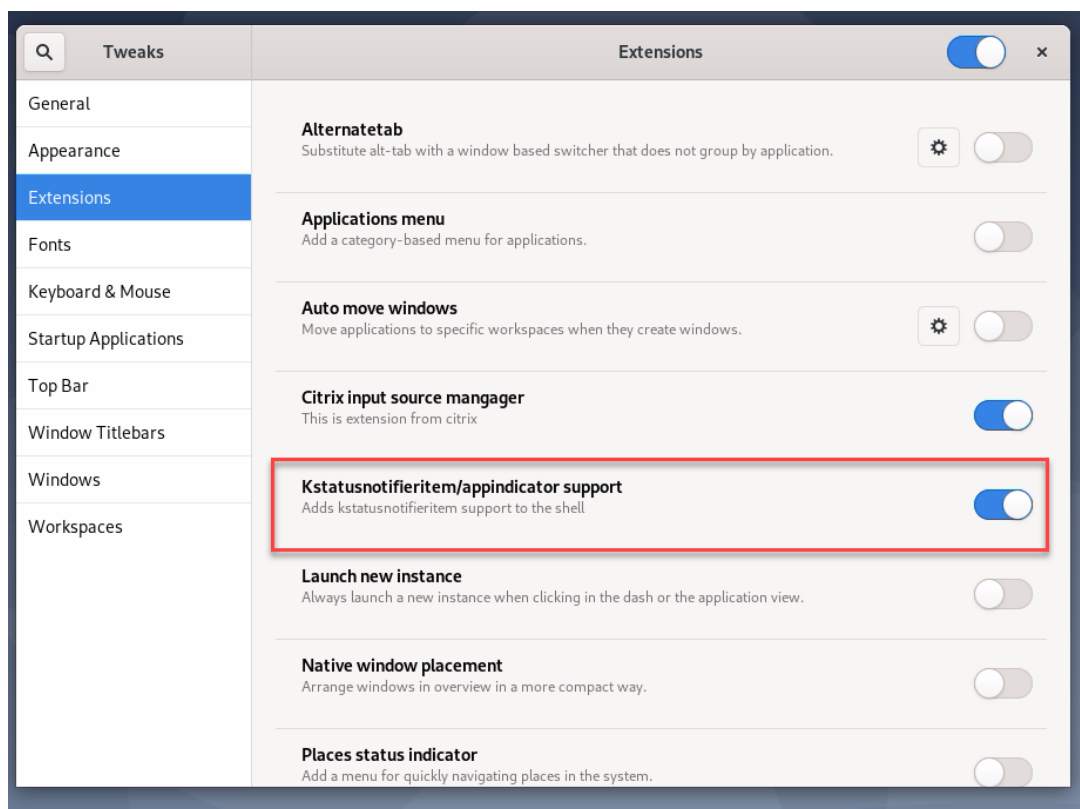 Tweaks
Extensions
General
Appearance
Extensions
Fonts
Keyboard & Mouse
Startup Applications
Top Bar
Window Titlebars
Windows
Workspaces
Alternatetab
Substitute alt-tab with a window based switcher that does not group by application.
Applications menu
Add a category-based menu for applications.
Auto move windows
Move applications to specific workspaces when they create windows.
Citrix input source mangager
This is extension from citrix
Kstatusnotifieritem/appindicator support
Adds kstatusnotifieritem support to the shell
Launch new instance
Always launch a new instance when clicking in the dash or the application view.
Native window placement
Arrange windows in overview in a more compact way.
Places status indicator
Add a menu for quickly navigating places in the system.